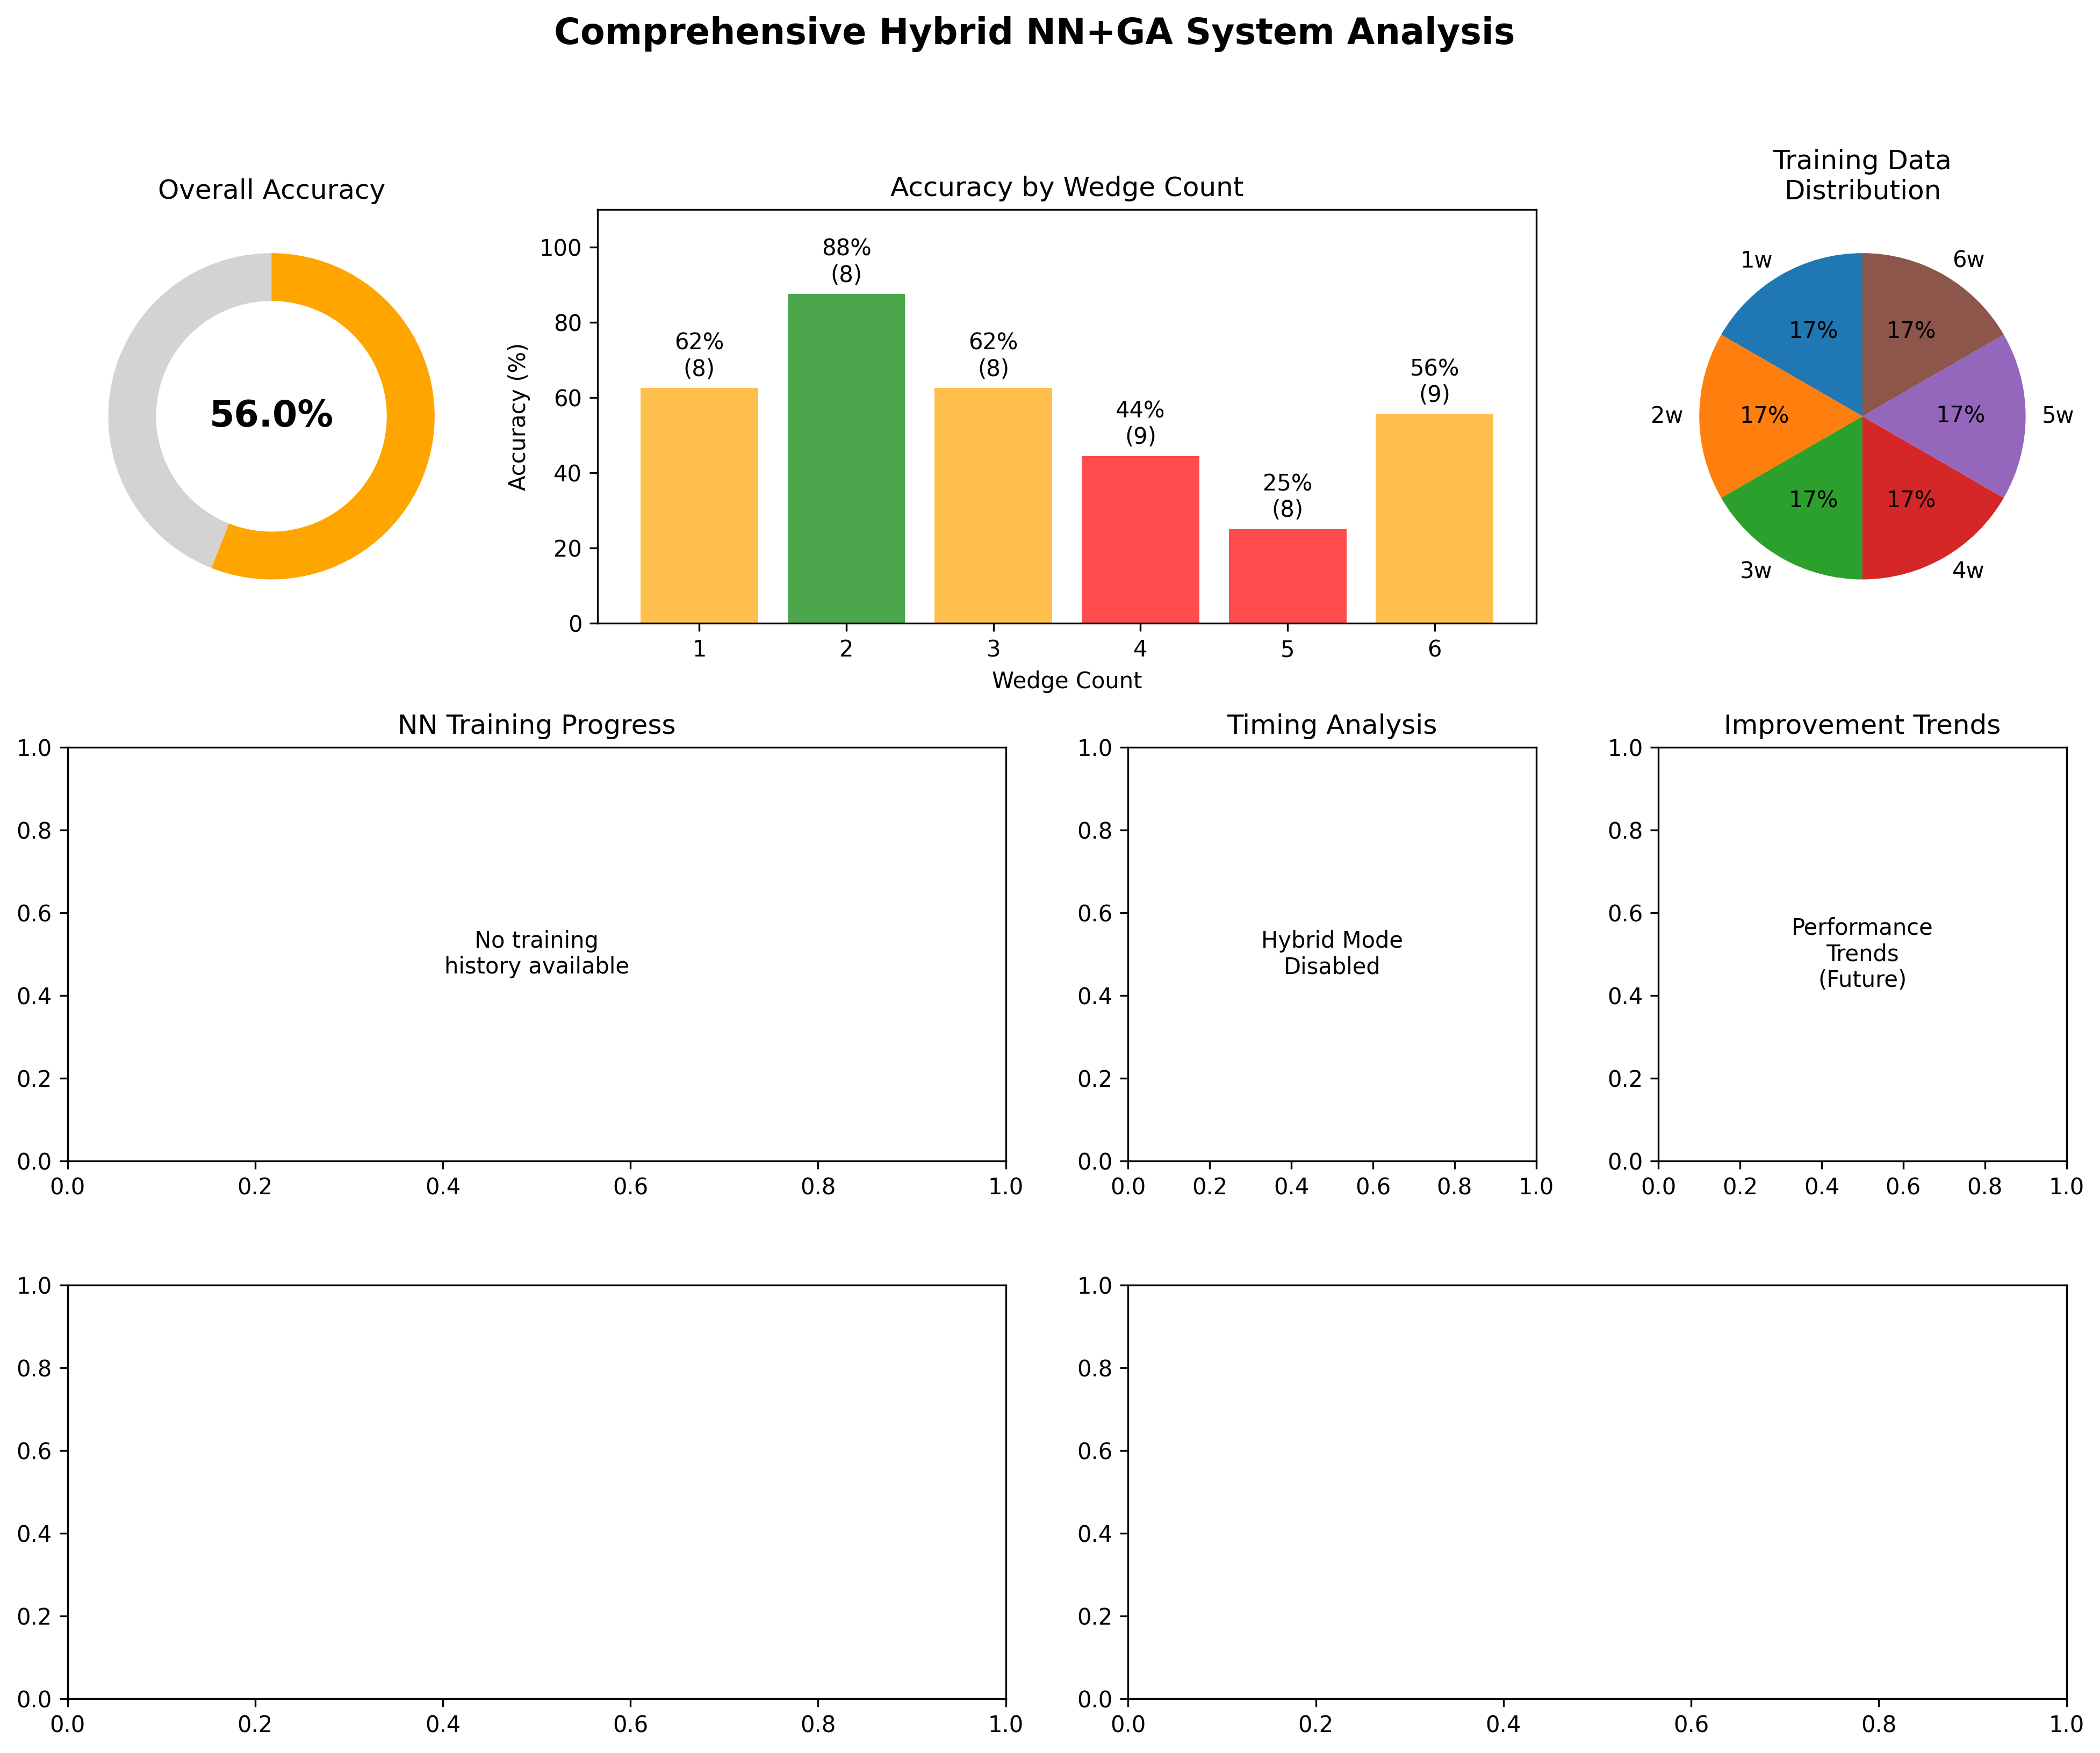 Comprehensive Hybrid NN+GA System Analysis
Overall Accuracy
56.0%
Accuracy by Wedge Count
Accuracy (%)
100
80
60
40
20
0
62%
(8)
88%
(8)
62%
(8)
44%
(9)
25%
(8)
56%
(9)
1 2 3 4 5 6
Wedge Count
Training Data
Distribution
1w
6w
17%
17%
2w
17%
17%
5w
17%
17%
3w
4w
NN Training Progress
1.0
0.8
0.6
0.4
0.2
0.0
No training
history available
0.0 0.2 0.4 0.6 0.8 1.0
Timing Analysis
1.0
0.8
0.6
0.4
0.2
0.0
Hybrid Mode
Disabled
0.0 0.2 0.4 0.6 0.8 1.0
Improvement Trends
1.0
0.8
0.6
0.4
0.2
0.0
Performance
Trends
(Future)
0.0 0.2 0.4 0.6 0.8 1.0
1.0
0.8
0.6
0.4
0.2
0.0
0.0 0.2 0.4 0.6 0.8 1.0
1.0
0.8
0.6
0.4
0.2
0.0
0.0 0.2 0.4 0.6 0.8 1.0